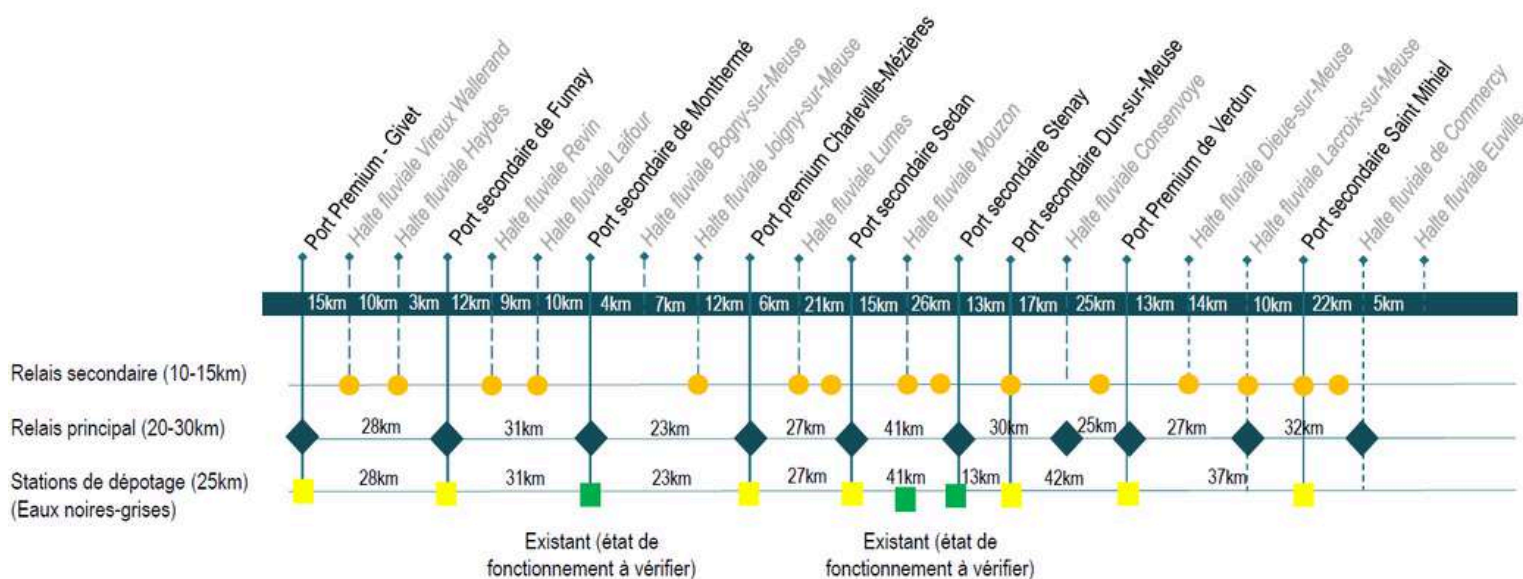 Port Premium - Givet
Halte fluviale Vireux Wallerand
Halte fluviale Haybes
Port secondaire de Fumay
Halte fluviale Revin
Halte fluviale Laifour
Port secondaire de Monthermé
Halte fluviale Bogny-sur-Meuse
Halte fluviale Joigny-sur-Meuse
Port premium Charleville-Mézières
Halte fluviale Lumes
Port secondaire Sedan
Halte fluviale Mouzon
Port secondaire Stenay
Port secondaire Dun-sur-Meuse
Halte fluviale Consenvoye
Port Premium de Verdun
Halte fluviale Dieue-sur-Meuse
Halte fluviale Lacroix-sur-Meuse
Port secondaire Saint Mihiel
Halte fluviale de Commercy
Halte fluviale Euville
15km 10km 3km 12km 9km 10km 4km 7km 12km 6km 21km 15km 26km 13km 17km 25km 13km 14km 10km 22km 5km
Relais secondaire (10-15km)
Relais principal (20-30km) 28km 31km 23km 27km 41km 30km 25km 27km 32km
Stations de dépotage (25km) 28km 31km 23km 27km 41km 13km 42km 37km
(Eaux noires-grises)
Existant (état de
fonctionnement à vérifier)
Existant (état de
fonctionnement à vérifier)